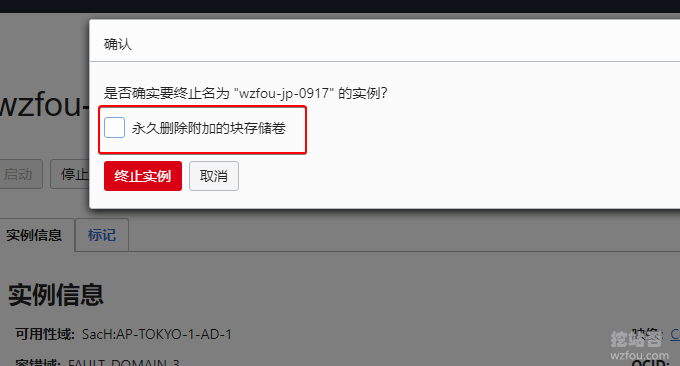 确认
是否确实要终止名为 "wzfou-jp-0917" 的实例?
永久删除附加的块存储卷
终止实例 取消
wzfou-
启动 停止
实例信息 标记
实例信息
可用性域: SacH:AP-TOKYO-1-AD-1
容错域: FAULT_DOMAIN-3
映像: C
OCID:
挖站否
wzfou.com